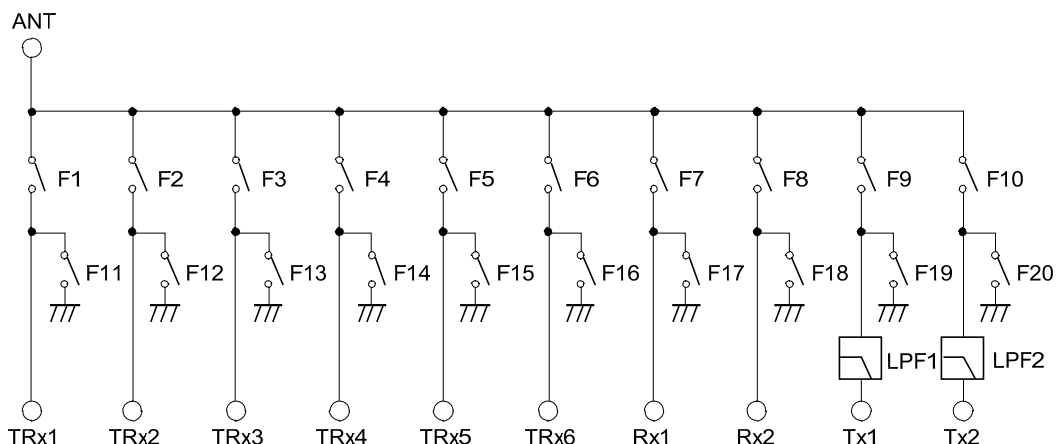 ANT
F1 F2 F3 F4 F5 F6 F7 F8 F9 F10
F11 F12 F13 F14 F15 F16 F17 F18 F19 F20
LPF1 LPF2
TRx1 TRx2 TRx3 TRx4 TRx5 TRx6 Rx1 Rx2 Tx1 Tx2